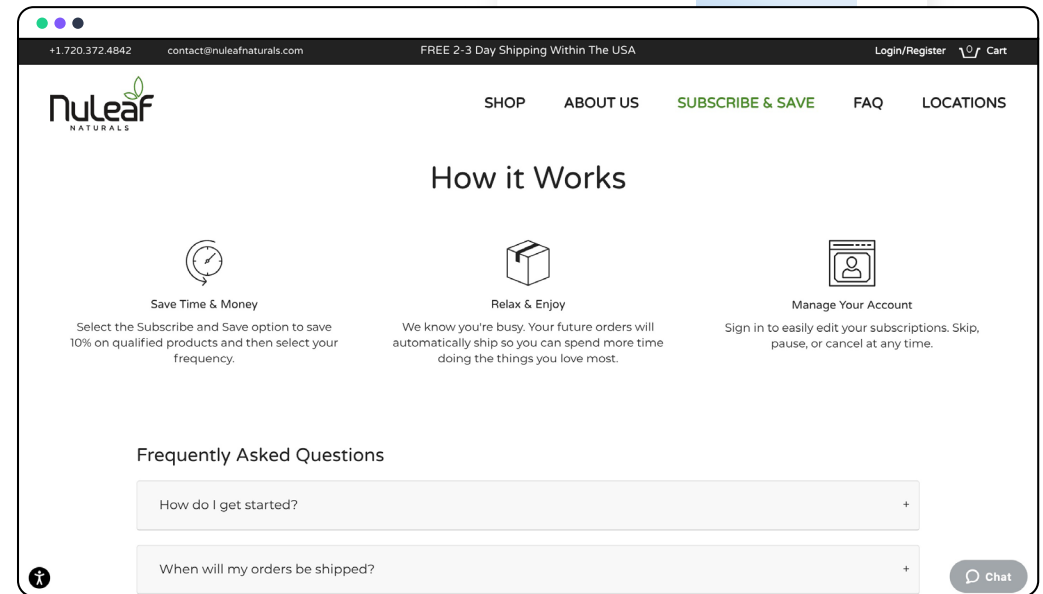 +1.720.372.4842 contact@nuleafnaturals.com FREE 2-3 Day Shipping Within The USA Login/Register 0 Cart
NuLeaf
NATURALS
SHOP ABOUT US SUBSCRIBE & SAVE FAQ LOCATIONS
How it Works
Save Time & Money
Select the Subscribe and Save option to save
10% on qualified products and then select your
frequency.
Relax & Enjoy
We know you're busy. Your future orders will
automatically ship so you can spend more time
doing the things you love most.
Manage Your Account
Sign in to easily edit your subscriptions. Skip,
pause, or cancel at any time.
Frequently Asked Questions
How do I get started? +
When will my orders be shipped? +
Chat